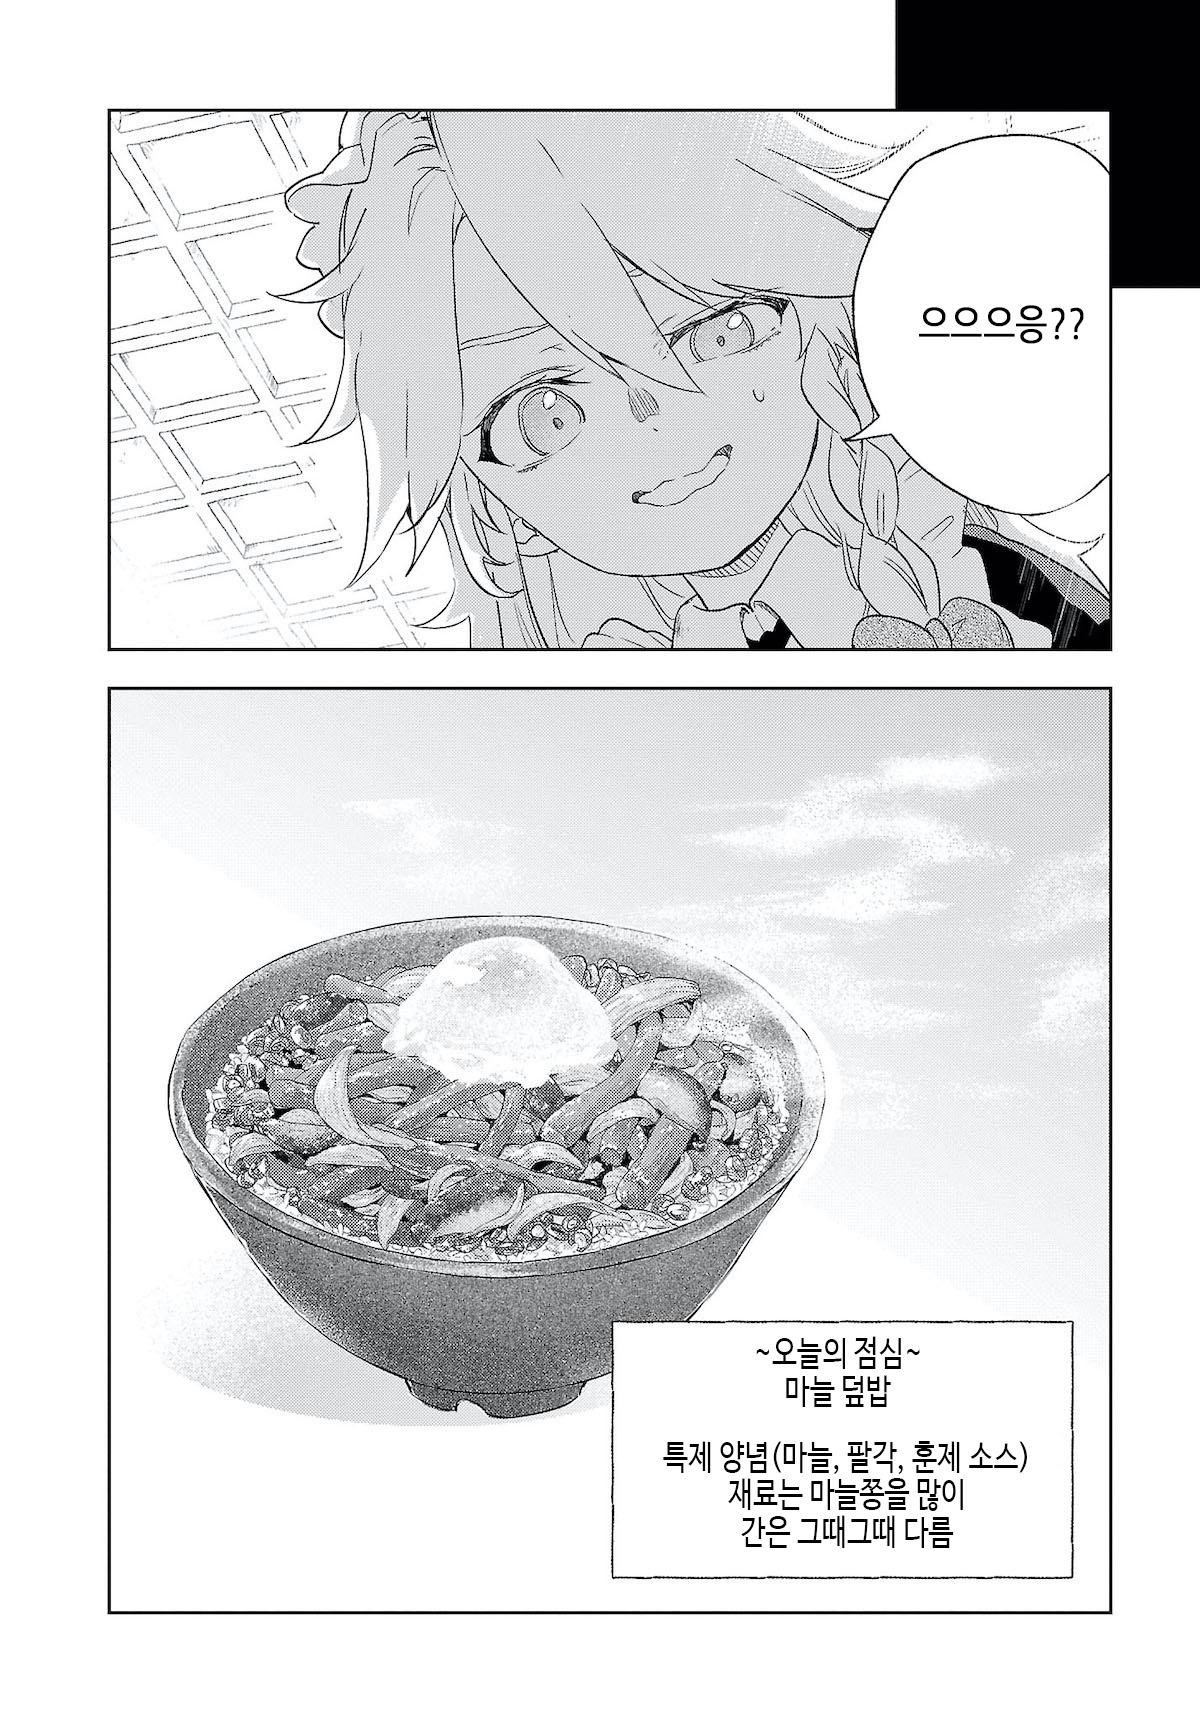 으으으응??
~오늘의 점심~
마늘 덮밥
특제 양념(마늘, 팔각, 훈제 소스)
재료는 마늘쫑을 많이
간은 그때그때 다름